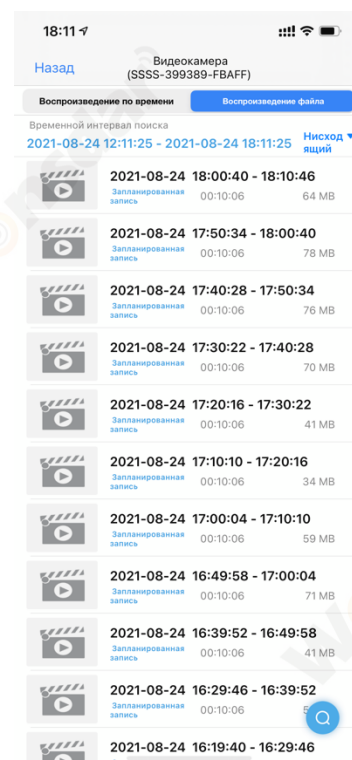 18:11
Назад
Видеокамера
(SSSS-399389-FBAFF)
Воспроизведение по времени
Воспроизведение файла
Временной интервал поиска
2021-08-24 12:11:25 - 2021-08-24 18:11:25
Нисход
ящий
2021-08-24 18:00:40 - 18:10:46
Запланированная
запись
00:10:06
64 MB
2021-08-24 17:50:34 - 18:00:40
Запланированная
запись
00:10:06
78 MB
2021-08-24 17:40:28 - 17:50:34
Запланированная
запись
00:10:06
76 MB
2021-08-24 17:30:22 - 17:40:28
Запланированная
запись
00:10:06
70 MB
2021-08-24 17:20:16 - 17:30:22
Запланированная
запись
00:10:06
41 MB
2021-08-24 17:10:10 - 17:20:16
Запланированная
запись
00:10:06
34 MB
2021-08-24 17:00:04 - 17:10:10
Запланированная
запись
00:10:06
59 MB
2021-08-24 16:49:58 - 17:00:04
Запланированная
запись
00:10:06
71 MB
2021-08-24 16:39:52 - 16:49:58
Запланированная
запись
00:10:06
41 MB
2021-08-24 16:29:46 - 16:39:52
Запланированная
запись
00:10:06
2021-08-24 16:19:40 - 16:29:46